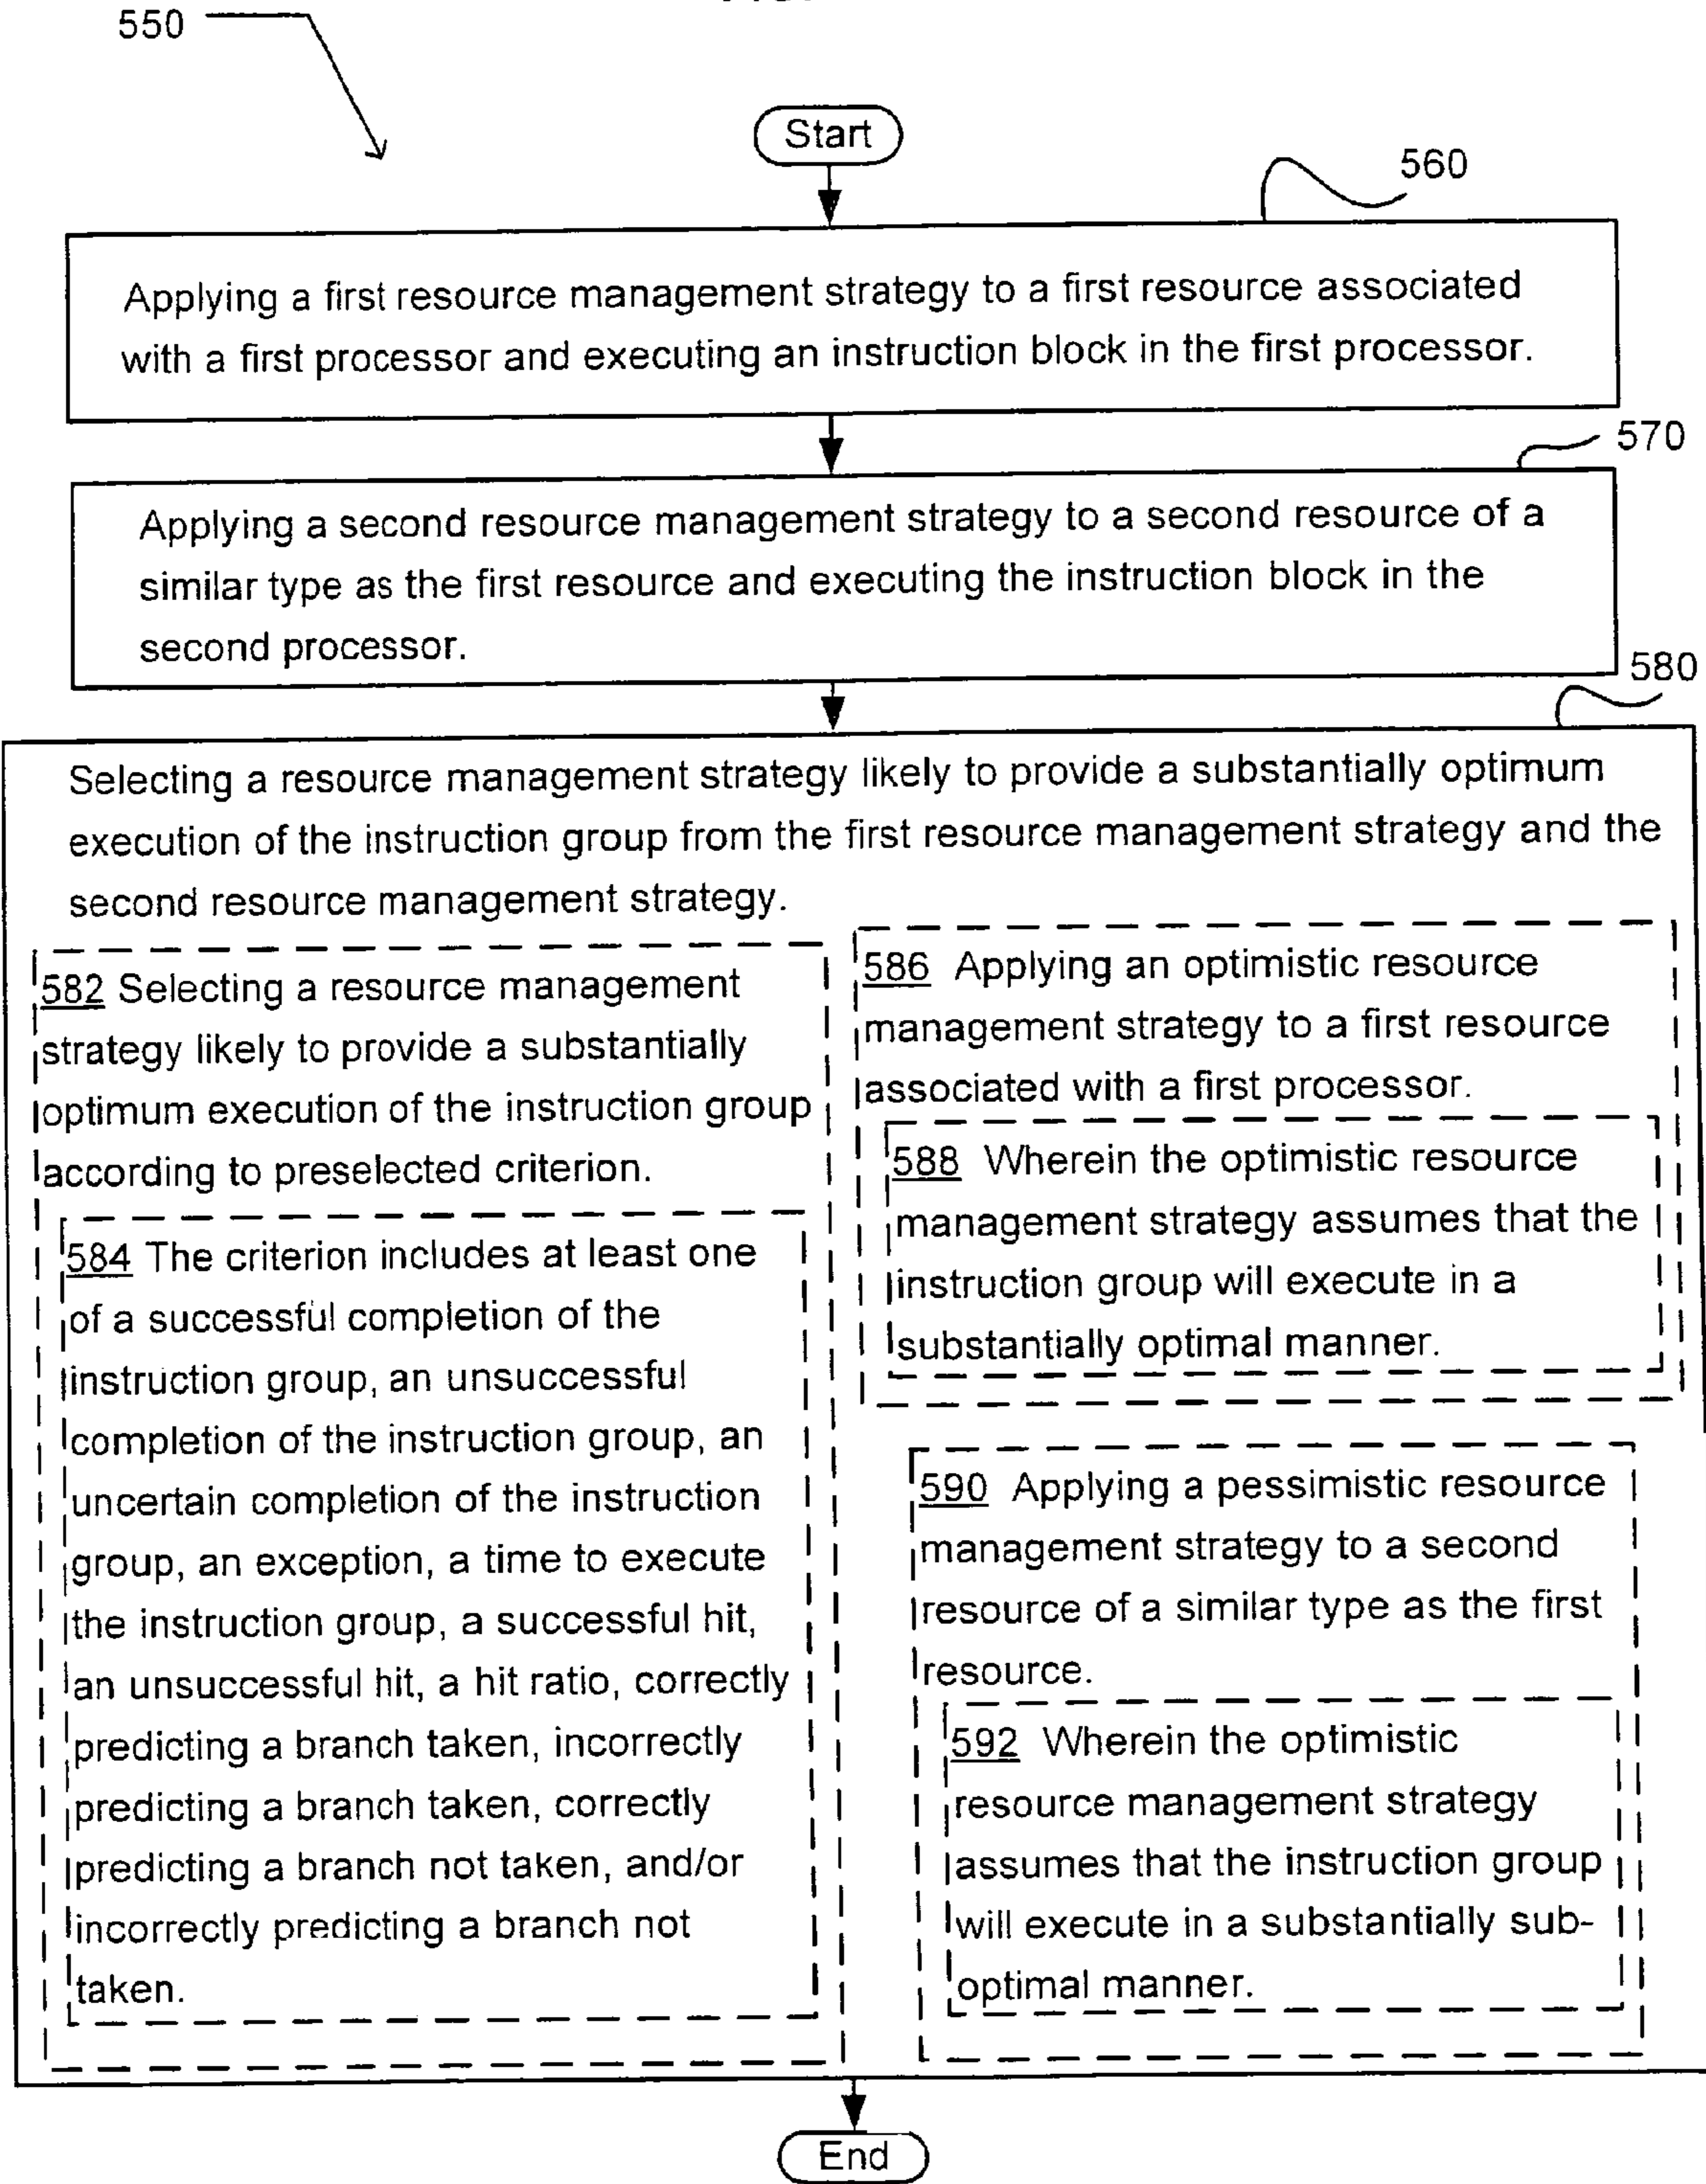 550
Start
560
Applying a first resource management strategy to a first resource associated
with a first processor and executing an instruction block in the first processor.
570
Applying a second resource management strategy to a second resource of a
similar type as the first resource and executing the instruction block in the
second processor.
580
Selecting a resource management strategy likely to provide a substantially optimum
execution of the instruction group from the first resource management strategy and the
second resource management strategy.
582 Selecting a resource management
strategy likely to provide a substantially
optimum execution of the instruction group
according to preselected criterion.
584 The criterion includes at least one
of a successful completion of the
instruction group, an unsuccessful
completion of the instruction group, an
uncertain completion of the instruction
group, an exception, a time to execute
the instruction group, a successful hit,
an unsuccessful hit, a hit ratio, correctly
predicting a branch taken, incorrectly
predicting a branch taken, correctly
predicting a branch not taken, and/or
incorrectly predicting a branch not
taken.
586 Applying an optimistic resource
management strategy to a first resource
associated with a first processor.
588 Wherein the optimistic resource
management strategy assumes that the
instruction group will execute in a
substantially optimal manner.
590 Applying a pessimistic resource
management strategy to a second
resource of a similar type as the first
resource.
592 Wherein the optimistic
resource management strategy
assumes that the instruction group
will execute in a substantially sub-
optimal manner.
End